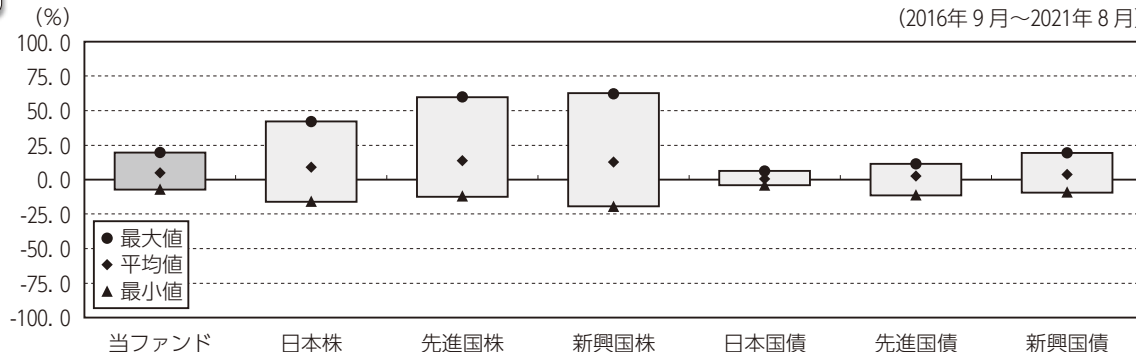 (%)
(2016年9月～2021年8月)
100.0
75.0
50.0
25.0
0.0
-25.0
-50.0
-75.0
-100.0
● 最大値
◆ 平均値
▲ 最小値
当ファンド 日本株 先進国株 新興国株 日本国債 先進国債 新興国債